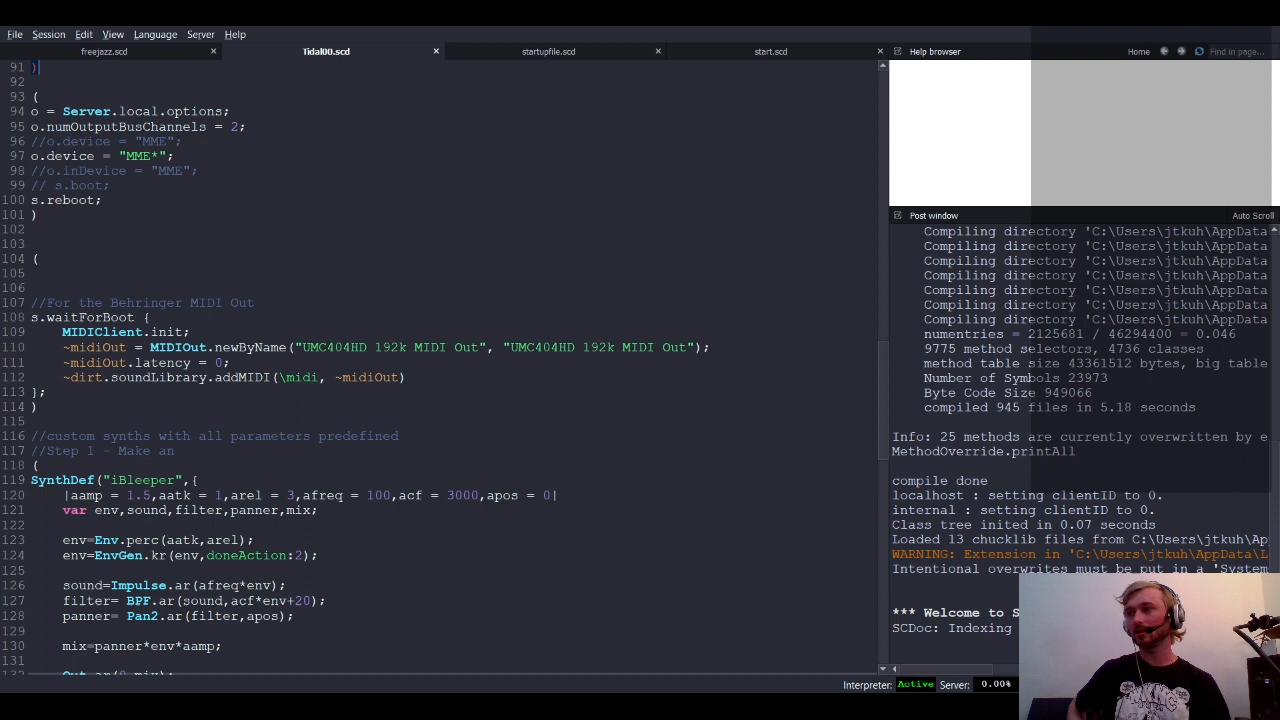 File Session Edit View Language Server Help
freejazz.scd × Tidal00.scd × startupfile.scd × start.scd ×
Help browser Home Find in page...
91 )
92
93 (
94 o = Server.local.options;
95 o.numOutputBusChannels = 2;
96 //o.device = "MME";
97 o.device = "MME*";
98 //o.inDevice = "MME";
99 // s.boot;
100 s.reboot;
101 )
102
103
104 (
105
106
107 //For the Behringer MIDI Out
108 s.waitForBoot {
109 MIDIClient.init;
110 ~midiOut = MIDIOut.newByName("UMC404HD 192k MIDI Out", "UMC404HD 192k MIDI Out");
111 ~midiOut.latency = 0;
112 ~dirt.soundLibrary.addMIDI(\midi, ~midiOut)
113 };
114 )
115
116 //custom synths with all parameters predefined
117 //Step 1 - Make an
118 (
119 SynthDef("iBleeper",{
120 |aamp = 1.5,aatk = 1,arel = 3,afreq = 100,acf = 3000,apos = 0|
121 var env,sound,filter,panner,mix;
122
123 env=Env.perc(aatk,arel);
124 env=EnvGen.kr(env,doneAction:2);
125
126 sound=Impulse.ar(afreq*env);
127 filter= BPF.ar(sound,acf*env+20);
128 panner= Pan2.ar(filter,apos);
129
130 mix=panner*env*aamp;
131
132 Out.ar(0,mix);
Post window Auto Scroll
Compiling directory 'C:\Users\jtkuh\AppData
Compiling directory 'C:\Users\jtkuh\AppData
Compiling directory 'C:\Users\jtkuh\AppData
Compiling directory 'C:\Users\jtkuh\AppData
Compiling directory 'C:\Users\jtkuh\AppData
Compiling directory 'C:\Users\jtkuh\AppData
Compiling directory 'C:\Users\jtkuh\AppData
numentries = 2125681 / 46294400 = 0.046
9775 method selectors, 4736 classes
method table size 43361512 bytes, big table
Number of Symbols 23973
Byte Code Size 949066
compiled 945 files in 5.18 seconds
Info: 25 methods are currently overwritten by e
MethodOverride.printAll
compile done
localhost : setting clientID to 0.
internal : setting clientID to 0.
Class tree inited in 0.07 seconds
Loaded 13 chucklib files from C:\Users\jtkuh\Ap
WARNING: Extension in 'C:\Users\jtkuh\AppData\L
Intentional overwrites must be put in a 'System
*** Welcome to S
SCDoc: Indexing
Interpreter: Active Server: 0.00%